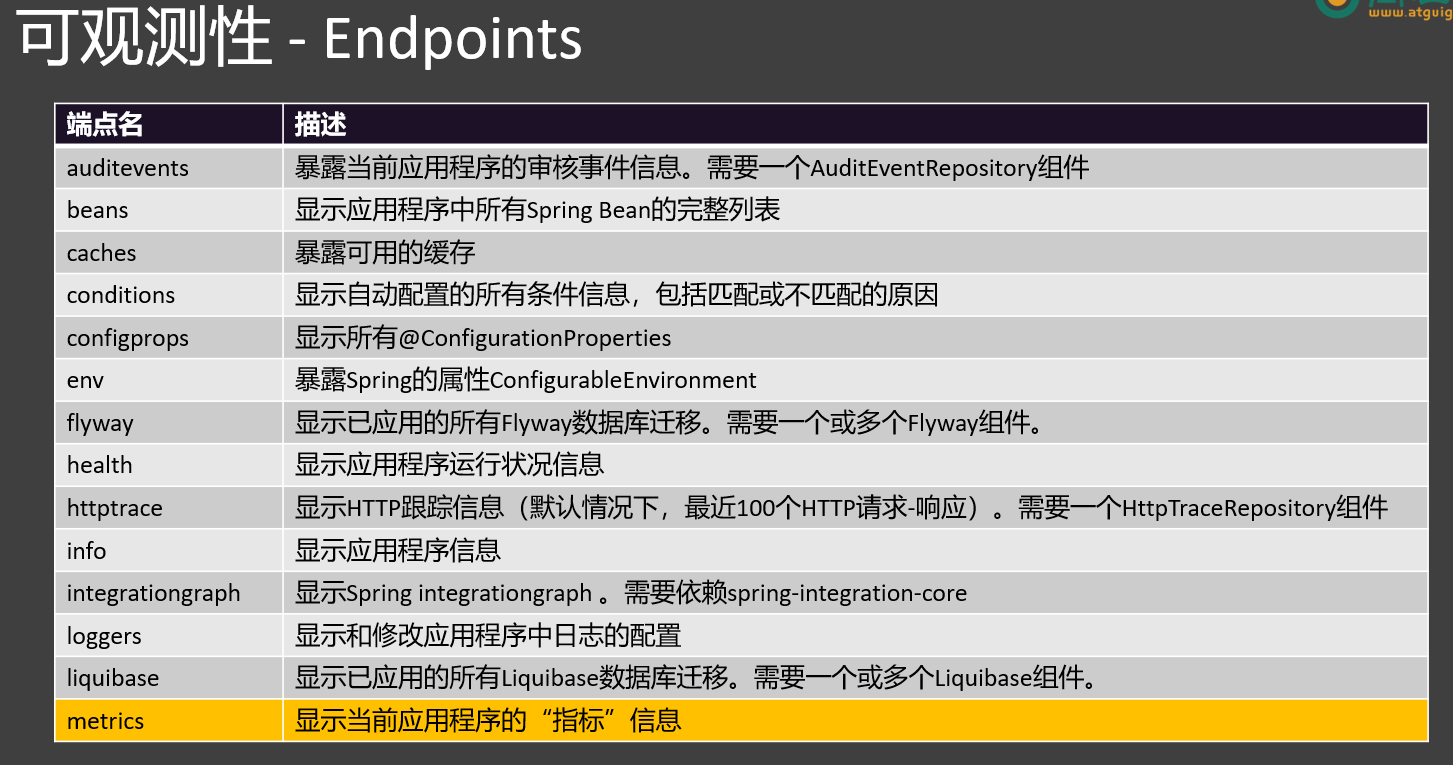 可观测性 - Endpoints
www.atguig
端点名 描述
auditevents 暴露当前应用程序的审核事件信息。需要一个AuditEventRepository组件
beans 显示应用程序中所有Spring Bean的完整列表
caches 暴露可用的缓存
conditions 显示自动配置的所有条件信息，包括匹配或不匹配的原因
configprops 显示所有@ConfigurationProperties
env 暴露Spring的属性ConfigurableEnvironment
flyway 显示已应用的所有Flyway数据库迁移。需要一个或多个Flyway组件。
health 显示应用程序运行状况信息
httptrace 显示HTTP跟踪信息（默认情况下，最近100个HTTP请求-响应）。需要一个HttpTraceRepository组件
info 显示应用程序信息
integrationgraph 显示Spring integrationgraph 。需要依赖spring-integration-core
loggers 显示和修改应用程序中日志的配置
liquibase 显示已应用的所有Liquibase数据库迁移。需要一个或多个Liquibase组件。
metrics 显示当前应用程序的“指标”信息